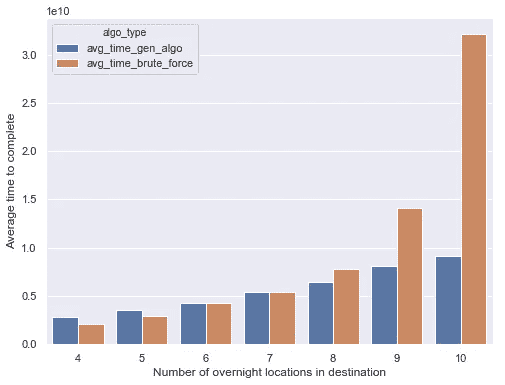 1e10
algo_type
avg_time_gen_algo
avg_time_brute_force
3.0
2.5
2.0
1.5
1.0
0.5
0.0
Average time to complete
4 5 6 7 8 9 10
Number of overnight locations in destination